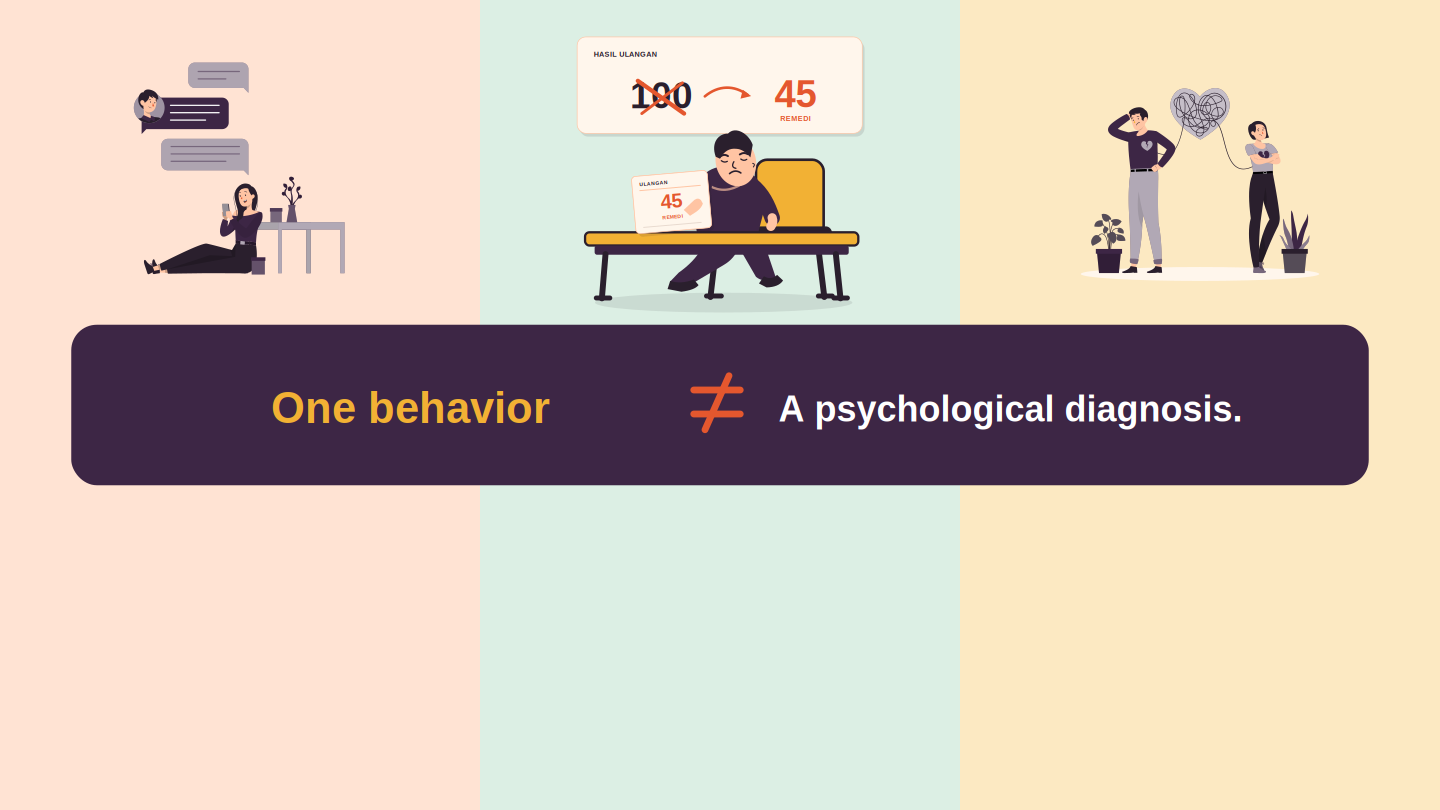 HASIL ULANGAN
100 45
REMEDI
ULANGAN
45
REMEDI
One behavior ≠ A psychological diagnosis.